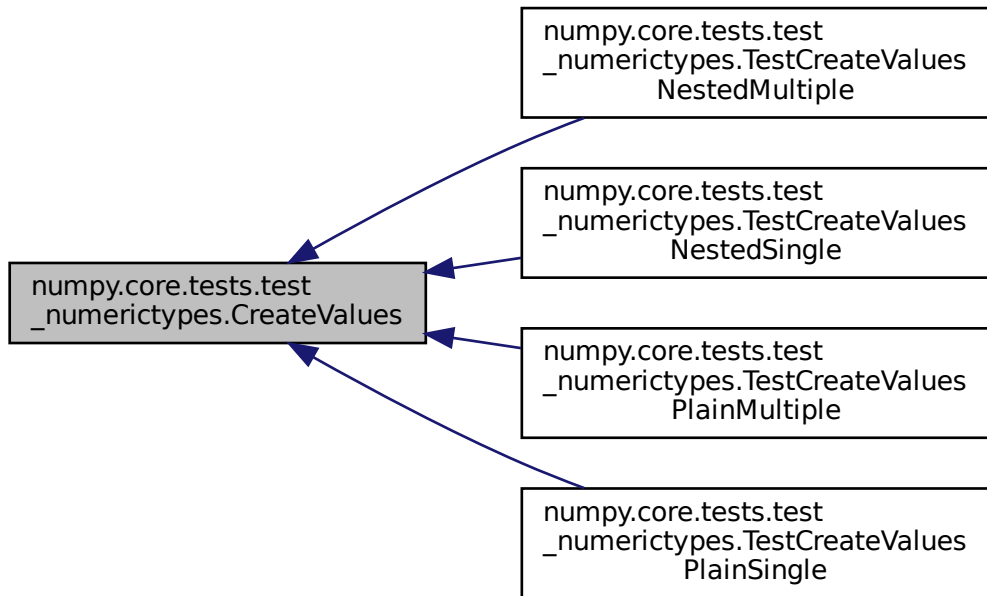 numpy.core.tests.test
_numerictypes.TestCreateValues
NestedMultiple
numpy.core.tests.test
_numerictypes.TestCreateValues
NestedSingle
numpy.core.tests.test
_numerictypes.CreateValues
numpy.core.tests.test
_numerictypes.TestCreateValues
PlainMultiple
numpy.core.tests.test
_numerictypes.TestCreateValues
PlainSingle